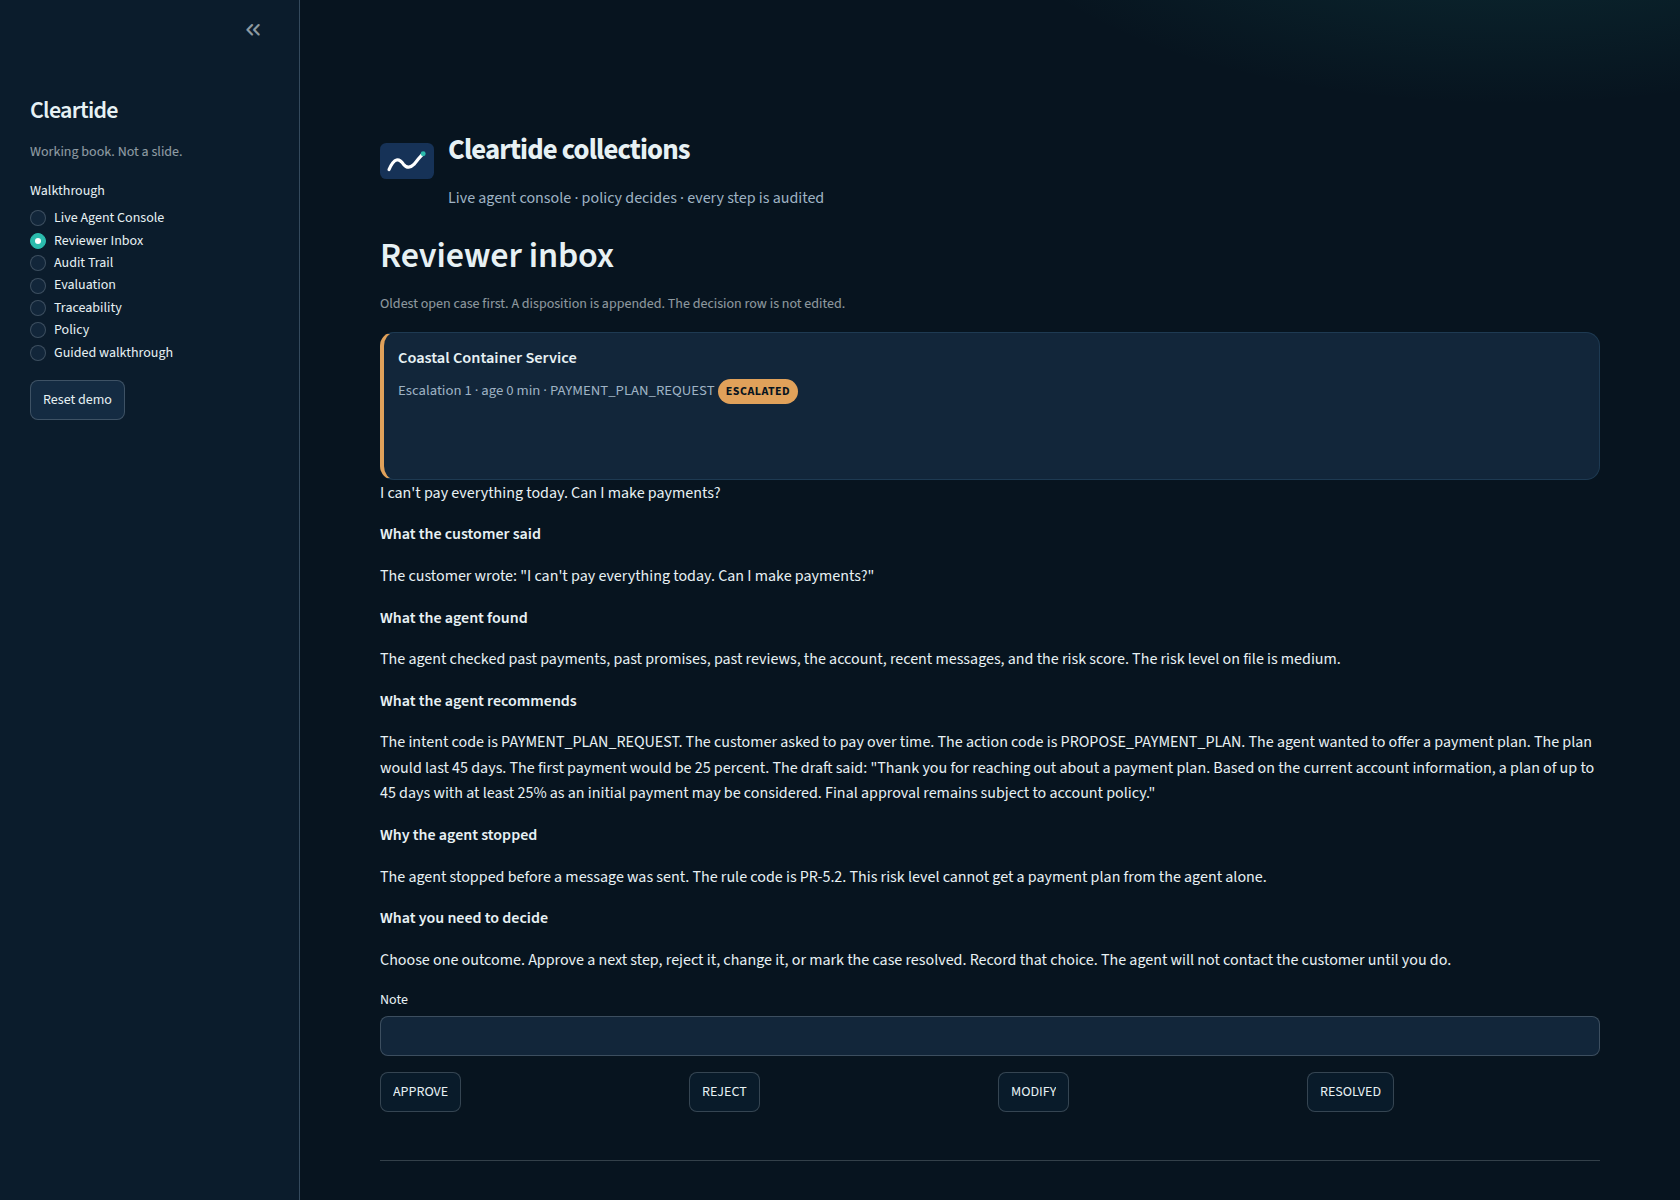 Cleartide
Working book. Not a slide.
Walkthrough
Live Agent Console
Reviewer Inbox
Audit Trail
Evaluation
Traceability
Policy
Guided walkthrough
Reset demo
Cleartide collections
Live agent console · policy decides · every step is audited
Reviewer inbox
Oldest open case first. A disposition is appended. The decision row is not edited.
Coastal Container Service
Escalation 1 · age 0 min · PAYMENT_PLAN_REQUEST ESCALATED
I can't pay everything today. Can I make payments?
What the customer said
The customer wrote: "I can't pay everything today. Can I make payments?"
What the agent found
The agent checked past payments, past promises, past reviews, the account, recent messages, and the risk score. The risk level on file is medium.
What the agent recommends
The intent code is PAYMENT_PLAN_REQUEST. The customer asked to pay over time. The action code is PROPOSE_PAYMENT_PLAN. The agent wanted to offer a payment plan. The plan
would last 45 days. The first payment would be 25 percent. The draft said: "Thank you for reaching out about a payment plan. Based on the current account information, a plan of up to
45 days with at least 25% as an initial payment may be considered. Final approval remains subject to account policy."
Why the agent stopped
The agent stopped before a message was sent. The rule code is PR-5.2. This risk level cannot get a payment plan from the agent alone.
What you need to decide
Choose one outcome. Approve a next step, reject it, change it, or mark the case resolved. Record that choice. The agent will not contact the customer until you do.
Note
APPROVE
REJECT
MODIFY
RESOLVED